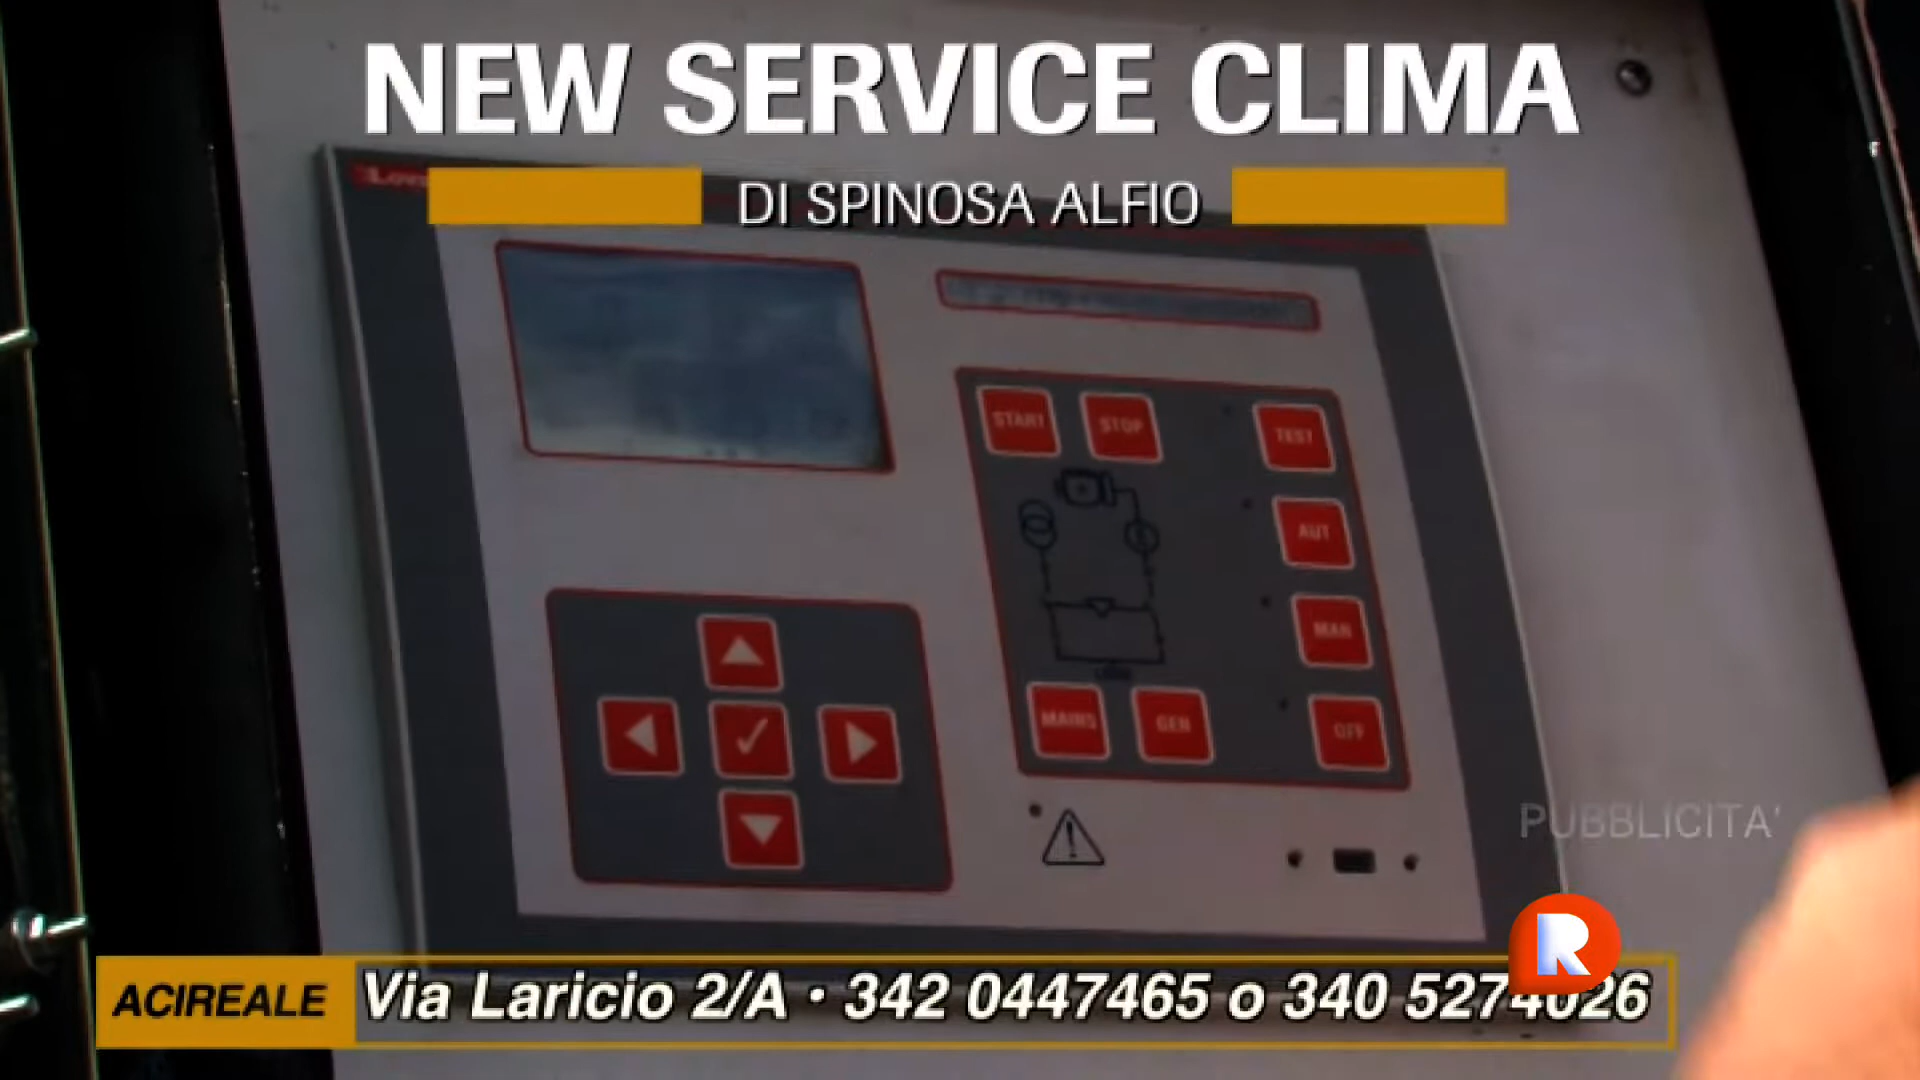 NEW SERVICE CLIMA
DI SPINOSA ALFIO
START STOP TEST
AUT
MAN
MAINS GEN OFF
PUBBLICITA'
R
ACIREALE Via Laricio 2/A · 342 0447465 o 340 5274026